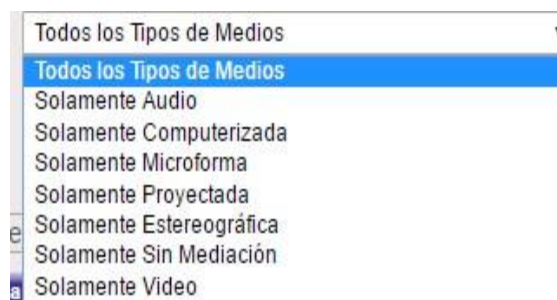 Todos los Tipos de Medios
Todos los Tipos de Medios
Solamente Audio
Solamente Computerizada
Solamente Microforma
Solamente Proyectada
Solamente Estereográfica
Solamente Sin Mediación
Solamente Video